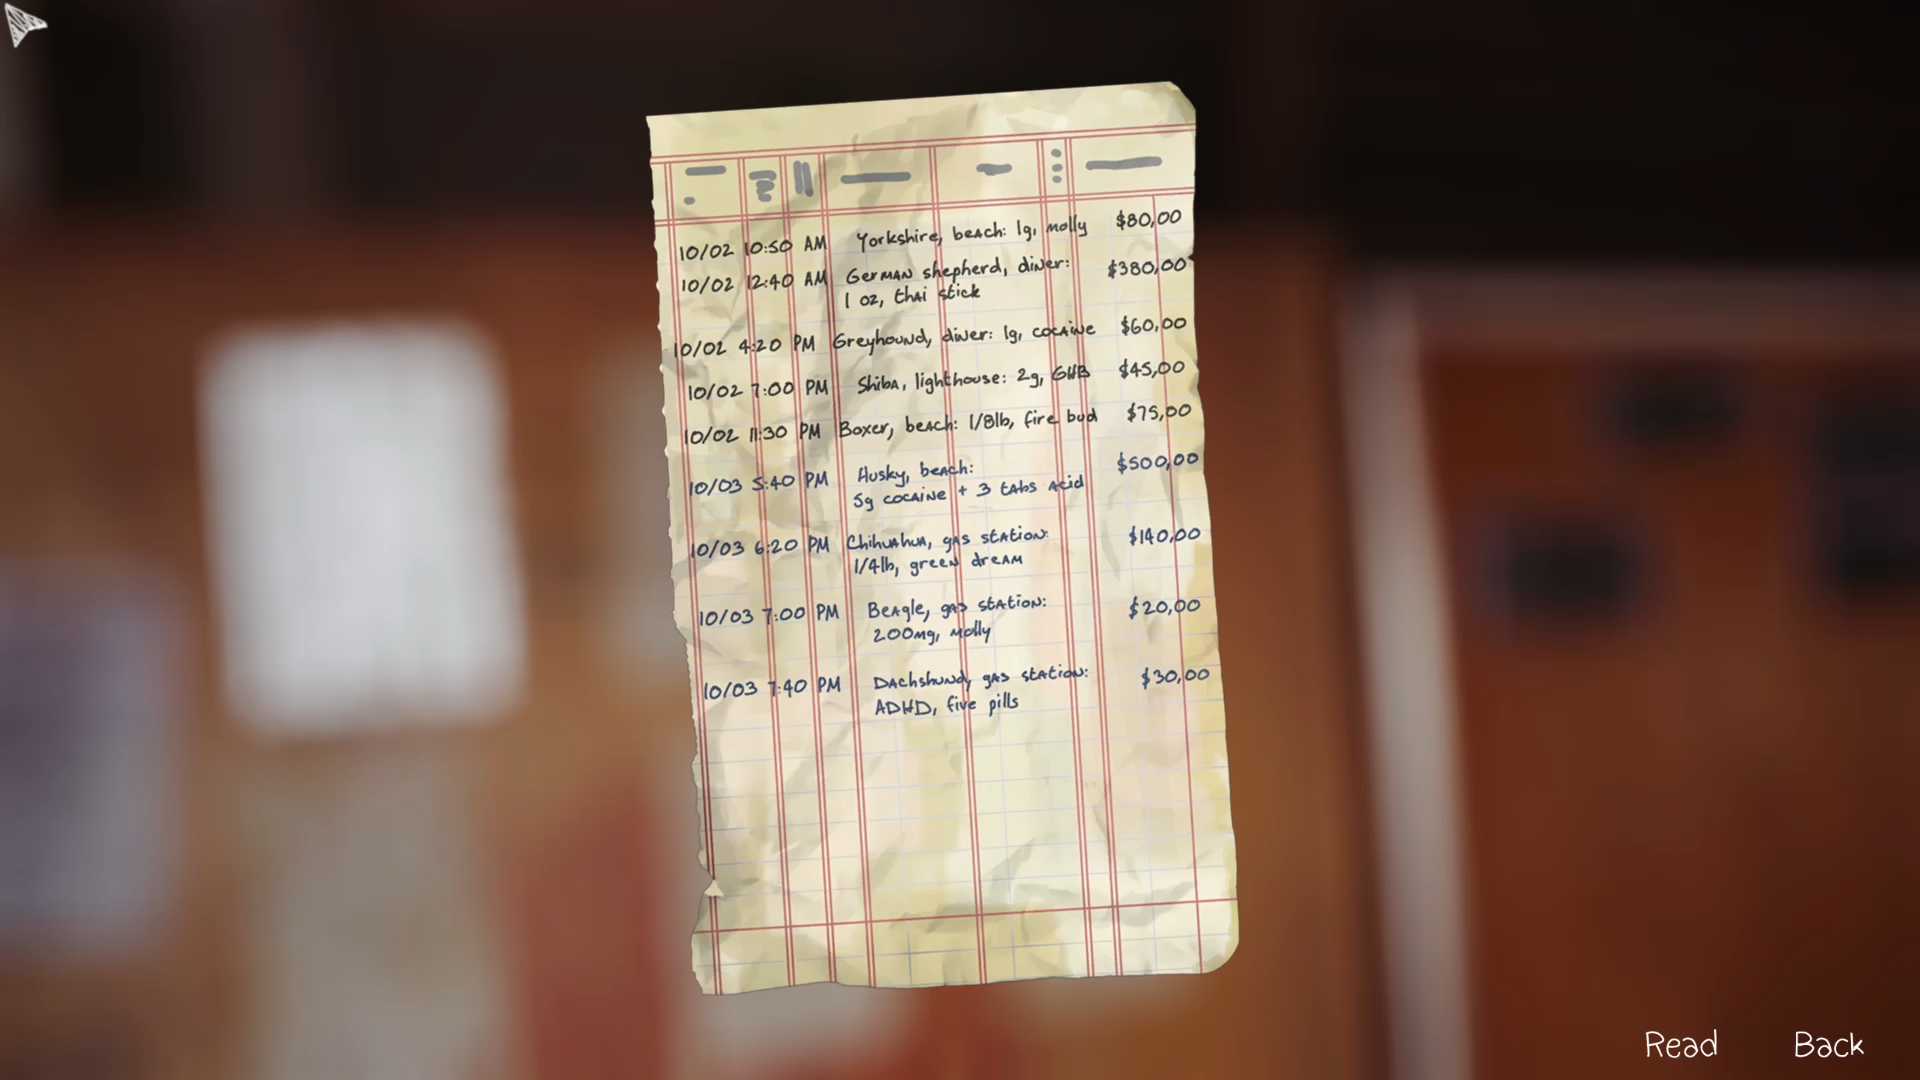 10/02 10:50 AM Yorkshire, beach: 1g, molly $80,00
10/02 12:40 AM German shepherd, diner: $380,00
1 oz, thai stick
10/02 4:20 PM Greyhound, diner: 1g, cocaine $60,00
10/02 7:00 PM Shiba, lighthouse: 2g, GHB $45,00
10/02 11:30 PM Boxer, beach: 1/8lb, fire bud $75,00
10/03 5:40 PM Husky, beach: $500,00
5g cocaine + 3 tabs acid
10/03 6:20 PM Chihuahua, gas station: $140,00
1/4lb, green dream
10/03 7:00 PM Beagle, gas station: $20,00
200mg, molly
10/03 7:40 PM Dachshund, gas station: $30,00
ADHD, five pills
Read Back